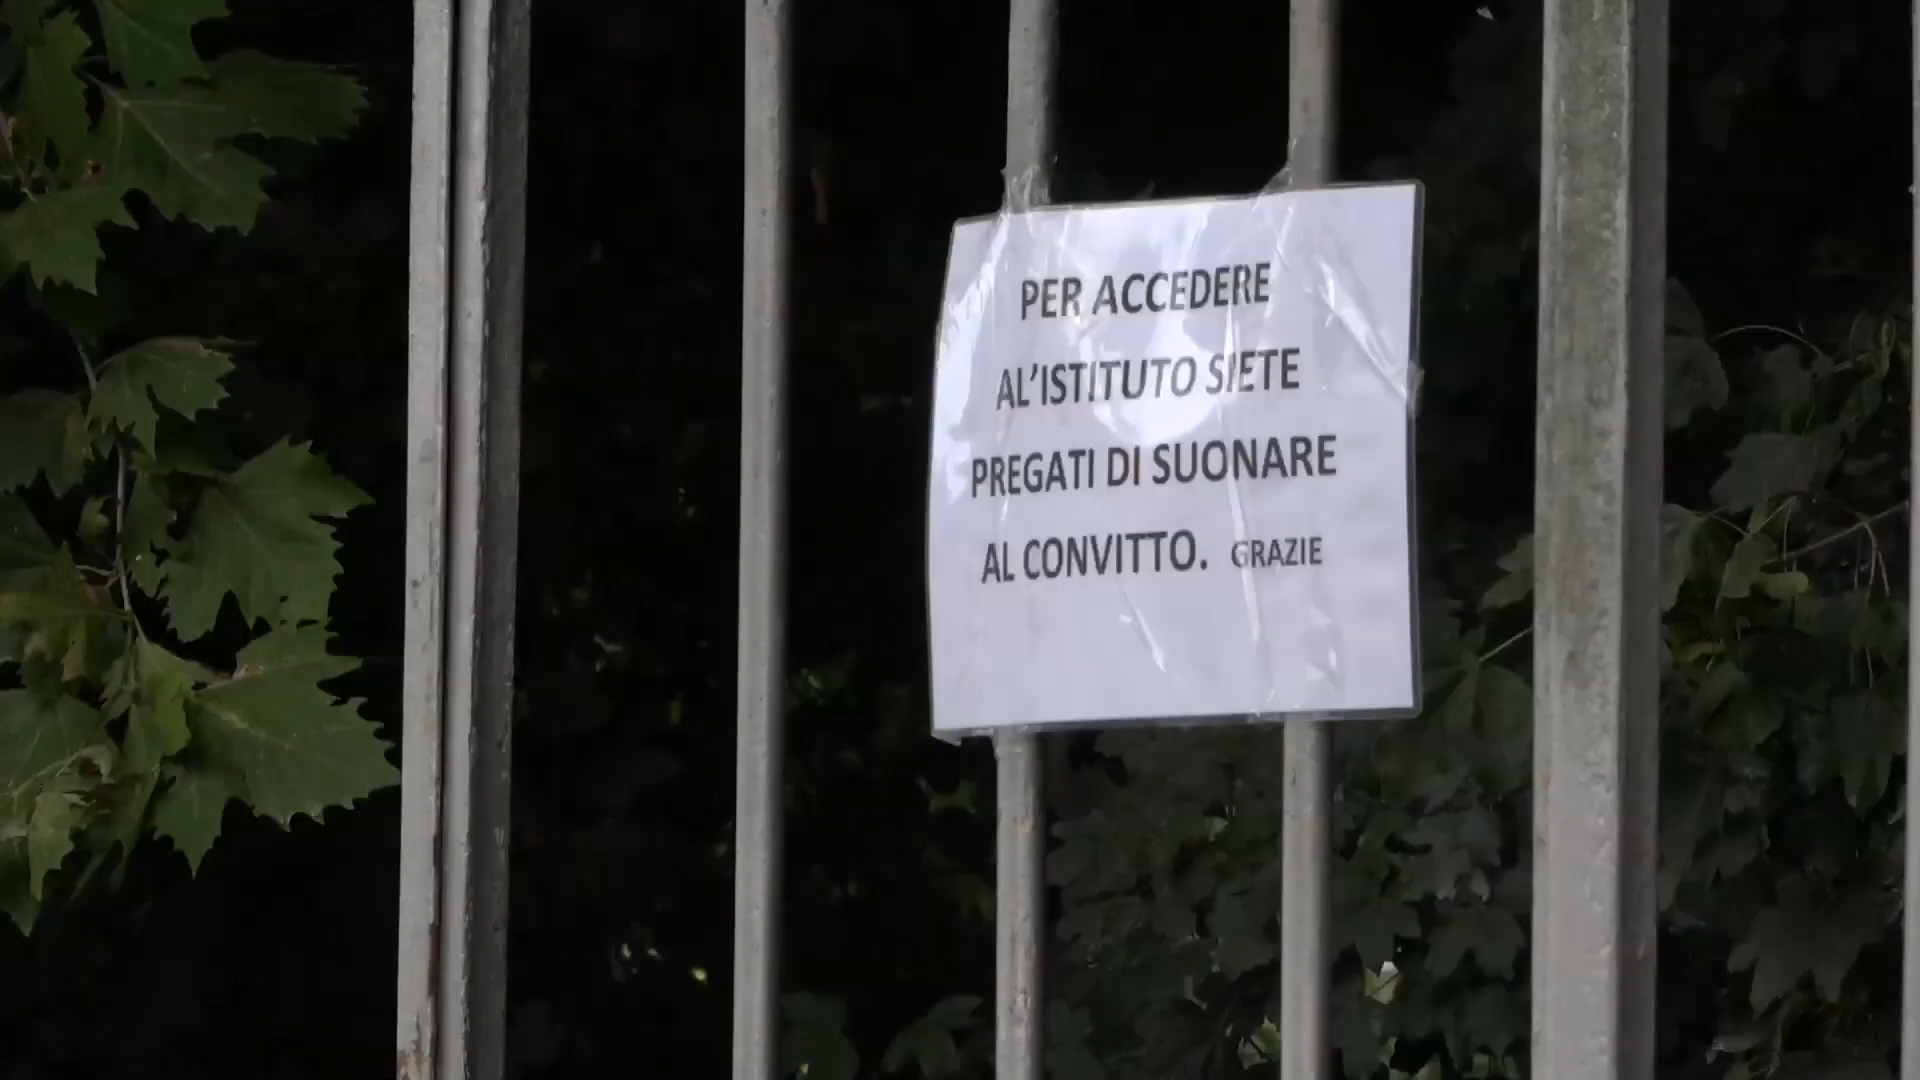 PER ACCEDERE
AL'ISTITUTO SIETE
PREGATI DI SUONARE
AL CONVITTO. GRAZIE